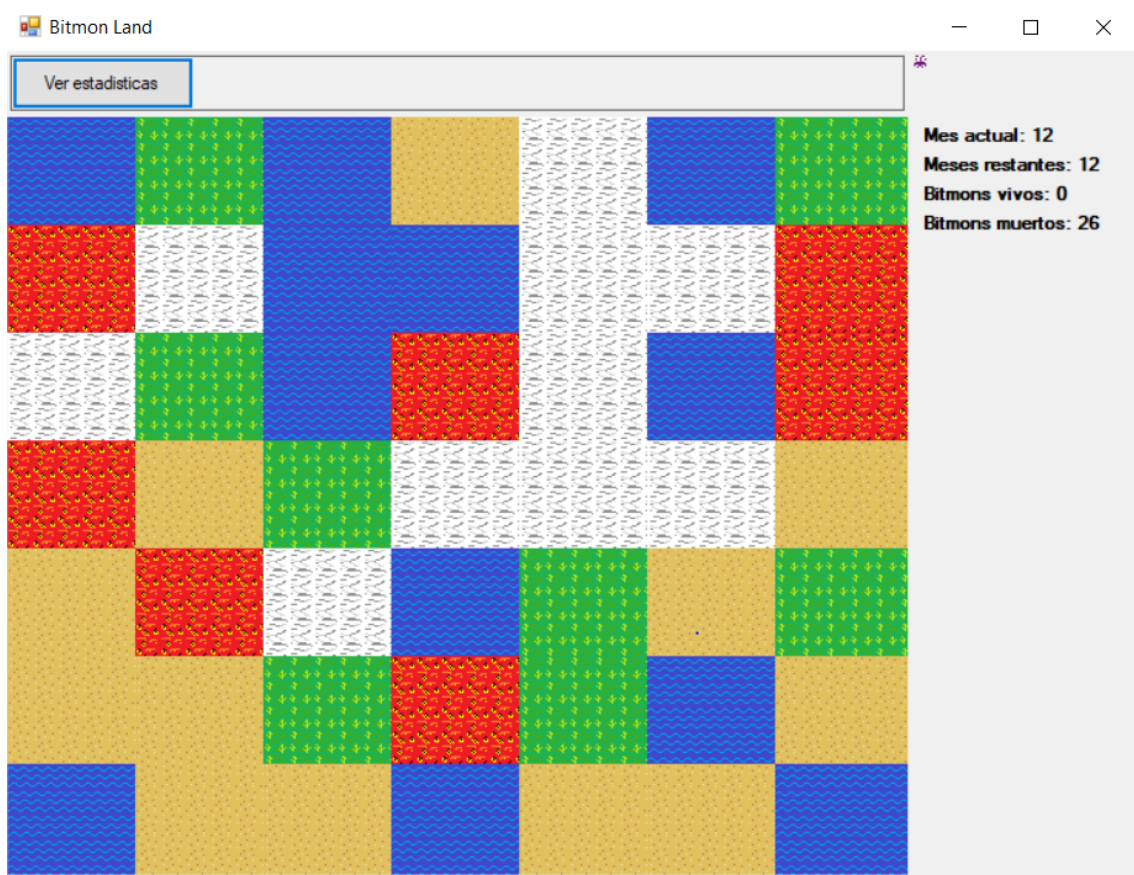 Bitmon Land
Ver estadisticas
Mes actual: 12
Meses restantes: 12
Bitmons vivos: 0
Bitmons muertos: 26